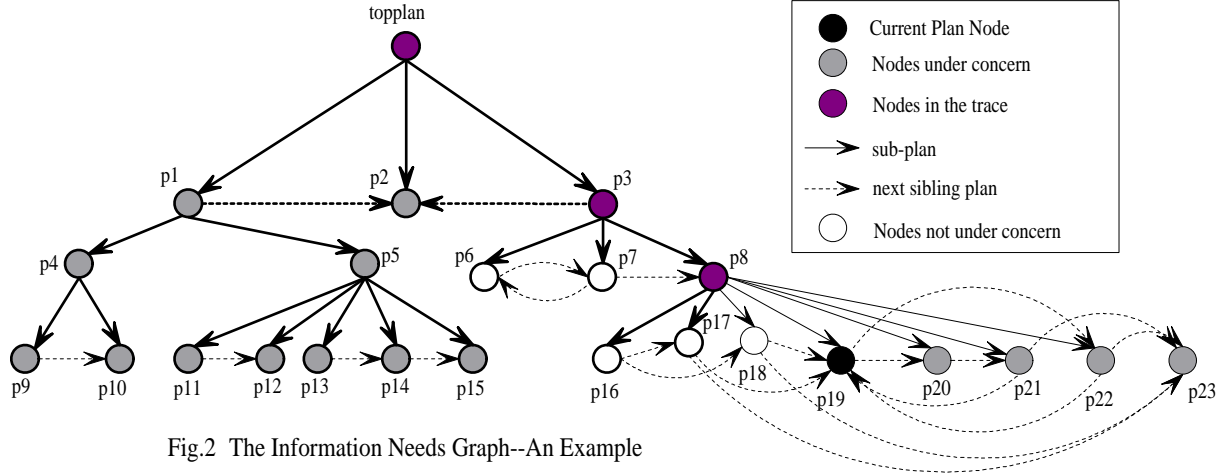 topplan
Current Plan Node
Nodes under concern
Nodes in the trace
sub-plan
next sibling plan
Nodes not under concern
p1
p2
p3
p4
p5
p6
p7
p8
p9
p10
p11
p12
p13
p14
p15
p16
p17
p18
p19
p20
p21
p22
p23
Fig.2 The Information Needs Graph--An Example